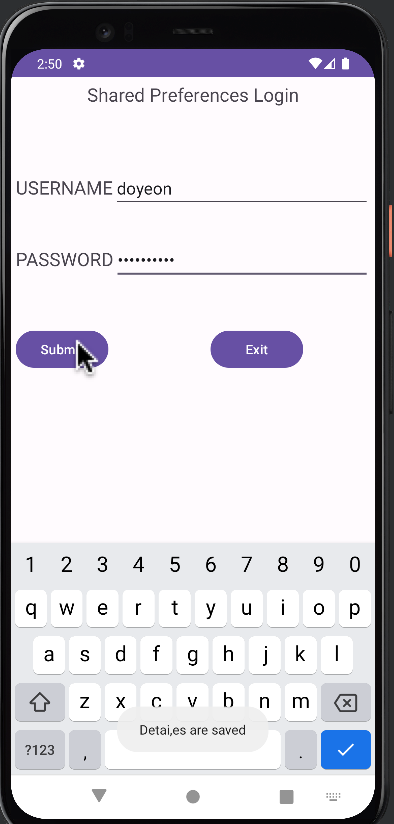 2:50
Shared Preferences Login
USERNAME doyeon
PASSWORD ••••••••••
Subm
Exit
1 2 3 4 5 6 7 8 9 0
q w e r t y u i o p
a s d f g h j k l
z x c v b n m
Detai,es are saved
?123 , .